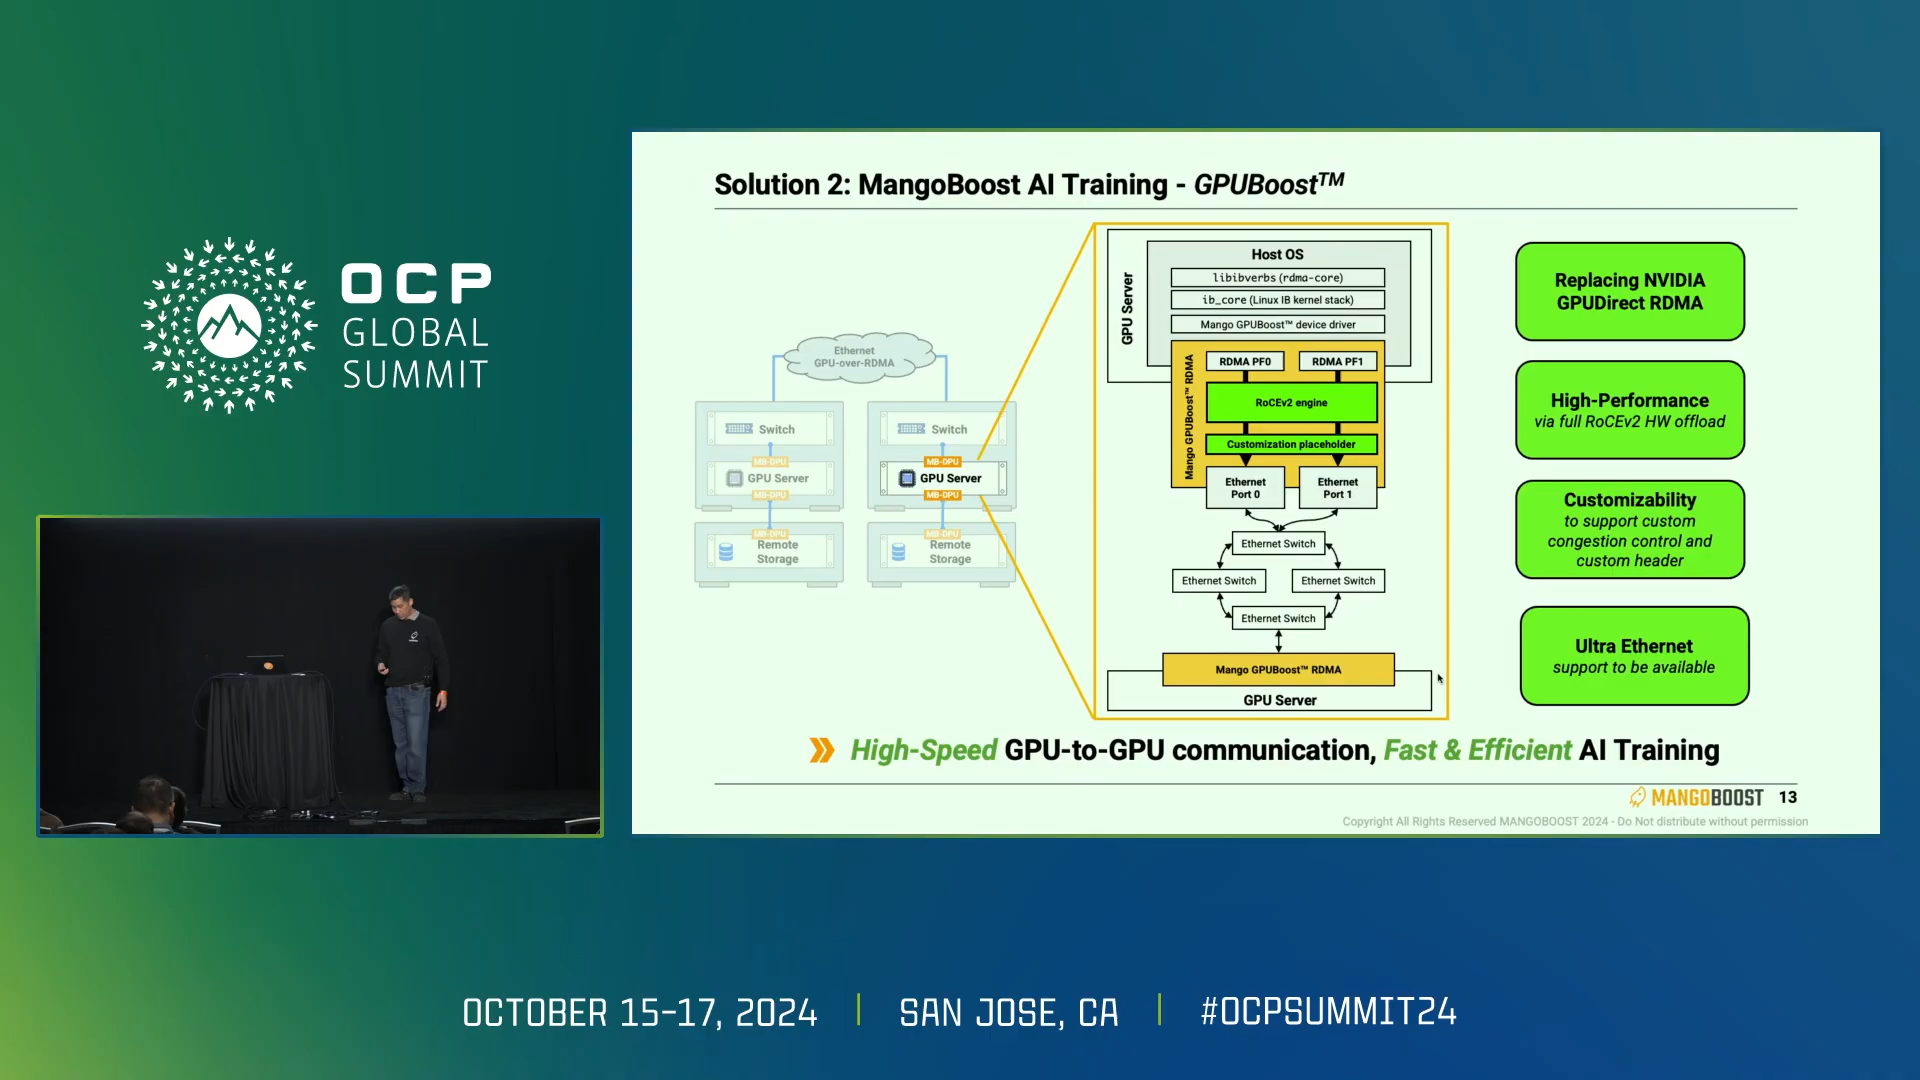 OCP
GLOBAL
SUMMIT
Solution 2: MangoBoost AI Training - GPUBoost™
Ethernet
GPU-over-RDMA
Switch
MB-DPU
GPU Server
MB-DPU
MB-DPU
Remote
Storage
Switch
MB-DPU
GPU Server
MB-DPU
MB-DPU
Remote
Storage
GPU Server
Host OS
libibverbs (rdma-core)
ib_core (Linux IB kernel stack)
Mango GPUBoost™ device driver
Mango GPUBoost™ RDMA
RDMA PF0
RDMA PF1
RoCEv2 engine
Customization placeholder
Ethernet
Port 0
Ethernet
Port 1
Ethernet Switch
Ethernet Switch
Ethernet Switch
Ethernet Switch
Mango GPUBoost™ RDMA
GPU Server
Replacing NVIDIA
GPUDirect RDMA
High-Performance
via full RoCEv2 HW offload
Customizability
to support custom
congestion control and
custom header
Ultra Ethernet
support to be available
High-Speed GPU-to-GPU communication, Fast & Efficient AI Training
MANGOBOOST 13
Copyright All Rights Reserved MANGOBOOST 2024 - Do Not distribute without permission
OCTOBER 15-17, 2024 | SAN JOSE, CA | #OCPSUMMIT24